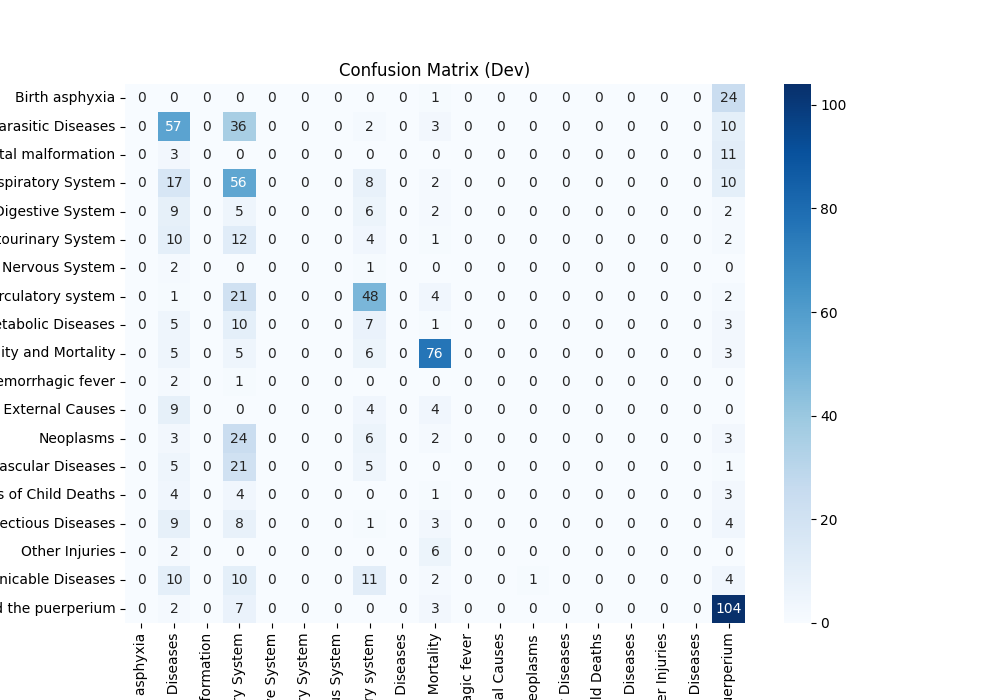 Confusion Matrix (Dev)
Birth asphyxia 0 0 0 0 0 0 0 0 0 1 0 0 0 0 0 0 0 0 24
arasitic Diseases 0 57 0 36 0 0 0 2 0 3 0 0 0 0 0 0 0 0 10
tal malformation 0 3 0 0 0 0 0 0 0 0 0 0 0 0 0 0 0 0 11
spiratory System 0 17 0 56 0 0 0 8 0 2 0 0 0 0 0 0 0 0 10
Digestive System 0 9 0 5 0 0 0 6 0 2 0 0 0 0 0 0 0 0 2
tourinary System 0 10 0 12 0 0 0 4 0 1 0 0 0 0 0 0 0 0 2
Nervous System 0 2 0 0 0 0 0 1 0 0 0 0 0 0 0 0 0 0 0
rculatory system 0 1 0 21 0 0 0 48 0 4 0 0 0 0 0 0 0 0 2
etabolic Diseases 0 5 0 10 0 0 0 7 0 1 0 0 0 0 0 0 0 0 3
ity and Mortality 0 5 0 5 0 0 0 6 0 76 0 0 0 0 0 0 0 0 3
emorrhagic fever 0 2 0 1 0 0 0 0 0 0 0 0 0 0 0 0 0 0 0
External Causes 0 9 0 0 0 0 0 4 0 4 0 0 0 0 0 0 0 0 0
Neoplasms 0 3 0 24 0 0 0 6 0 2 0 0 0 0 0 0 0 0 3
ascular Diseases 0 5 0 21 0 0 0 5 0 0 0 0 0 0 0 0 0 0 1
s of Child Deaths 0 4 0 4 0 0 0 0 0 1 0 0 0 0 0 0 0 0 3
ectious Diseases 0 9 0 8 0 0 0 1 0 3 0 0 0 0 0 0 0 0 4
Other Injuries 0 2 0 0 0 0 0 0 0 6 0 0 0 0 0 0 0 0 0
nicable Diseases 0 10 0 10 0 0 0 11 0 2 0 0 1 0 0 0 0 0 4
d the puerperium 0 2 0 7 0 0 0 0 0 3 0 0 0 0 0 0 0 0 104
asphyxia
Diseases
formation
ry System
ve System
ry System
us System
ry system
Diseases
Mortality
agic fever
al Causes
eoplasms
Diseases
ld Deaths
Diseases
er Injuries
Diseases
uerperium
100
80
60
40
20
0